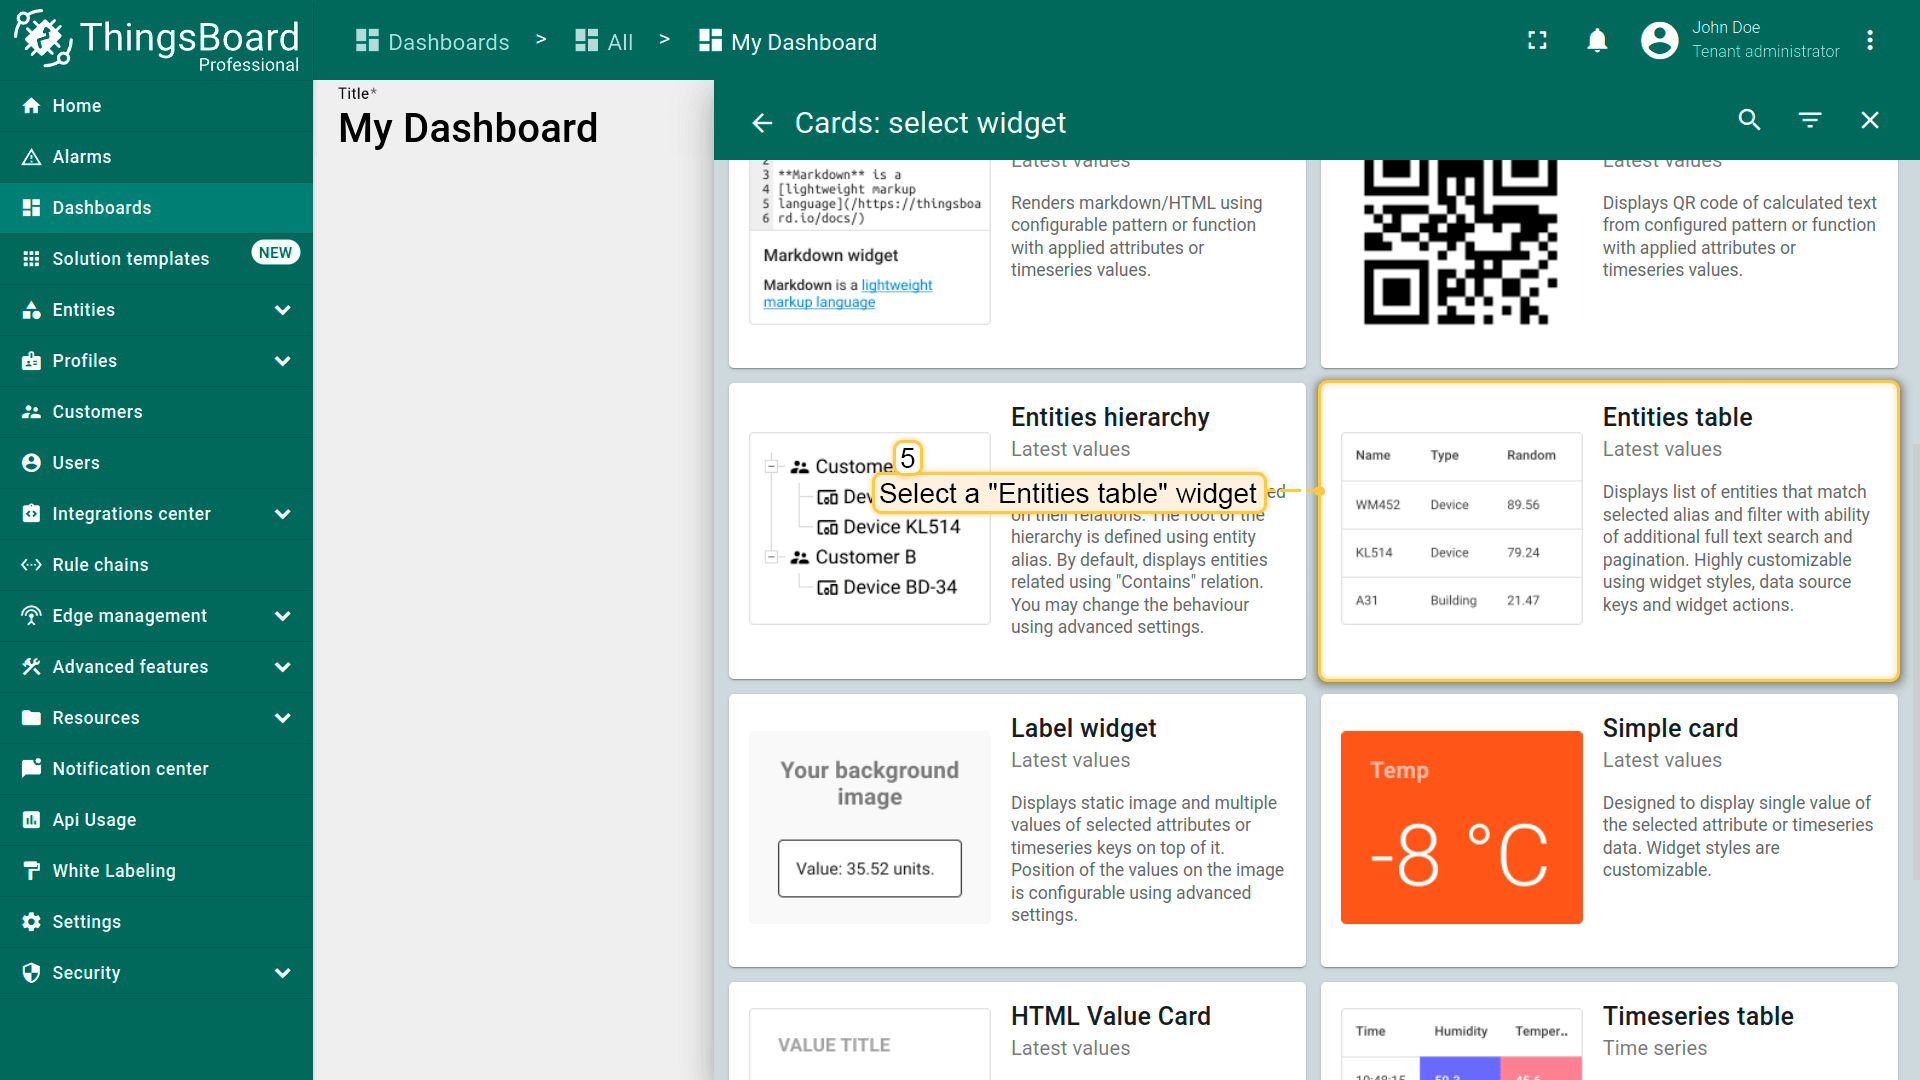 ThingsBoard
Professional
Dashboards > All > My Dashboard
John Doe
Tenant administrator
Home
Alarms
Dashboards
Solution templates NEW
Entities
Profiles
Customers
Users
Integrations center
Rule chains
Edge management
Advanced features
Resources
Notification center
Api Usage
White Labeling
Settings
Security
Title*
My Dashboard
Cards: select widget
2
3 **Markdown** is a
4 [lightweight markup
5 language](/https://thingsboa
6 rd.io/docs/)
Markdown widget
Markdown is a lightweight
markup language
Latest values
Renders markdown/HTML using
configurable pattern or function
with applied attributes or
timeseries values.
Latest values
Displays QR code of calculated text
from configured pattern or function
with applied attributes or
timeseries values.
Custome
Dev
Device KL514
Customer B
Device BD-34
Entities hierarchy
Latest values
5
Select a "Entities table" widget
ed
on their relations. The root of the
hierarchy is defined using entity
alias. By default, displays entities
related using "Contains" relation.
You may change the behaviour
using advanced settings.
Name Type Random
WM452 Device 89.56
KL514 Device 79.24
A31 Building 21.47
Entities table
Latest values
Displays list of entities that match
selected alias and filter with ability
of additional full text search and
pagination. Highly customizable
using widget styles, data source
keys and widget actions.
Your background
image
Value: 35.52 units.
Label widget
Latest values
Displays static image and multiple
values of selected attributes or
timeseries keys on top of it.
Position of the values on the image
is configurable using advanced
settings.
Temp
-8 °C
Simple card
Latest values
Designed to display single value of
the selected attribute or timeseries
data. Widget styles are
customizable.
VALUE TITLE
HTML Value Card
Latest values
Time Humidity Temper..
Timeseries table
Time series